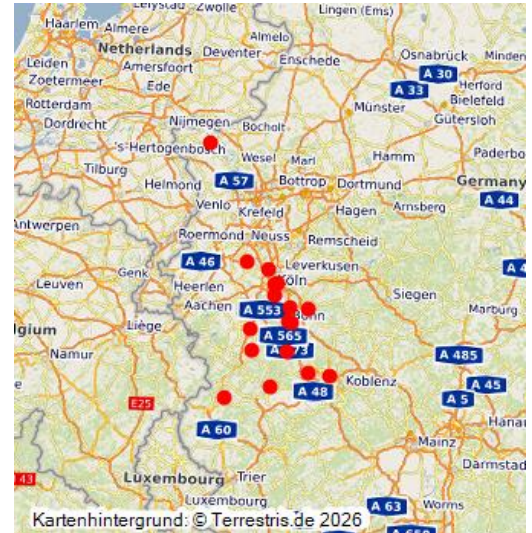 Lelystad Zwolle
Lingen (Ems)
Haarlem Almere
Almelo
Netherlands
Deventer
Osnabrück
Minden
Leiden
Amersfoort
Enschede
A 30
Zoetermeer
Ede
A 33
Herford
Rotterdam
Münster
Bielefeld
Dordrecht
Nijmegen
Bocholt
Gütersloh
's-Hertogenbosch
Wesel
Marl
Hamm
Paderbo
Tilburg
Helmond
A 57
Bottrop
Dortmund
Germany
Venlo
Krefeld
Hagen
Arnsberg
A 44
Antwerpen
Roermond
Neuss
Remscheid
A 46
Leverkusen
Genk
Heerlen
Köln
Leuven
Aachen
A 553
Siegen
Marburg
Liège
Bonn
lgium
A 565
Namur
A 485
A 48
Koblenz
A 45
E25
A 5
A 60
Hanau
Mainz
Luxembourg
Trier
Darmstad
43
Luxembourg
A 63
Worms
Kartenhintergrund: © Terrestris.de 2026